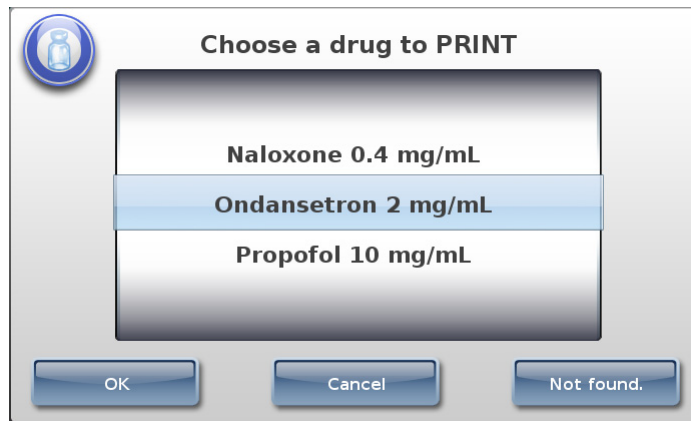 Choose a drug to PRINT
Naloxone 0.4 mg/mL
Ondansetron 2 mg/mL
Propofol 10 mg/mL
OK
Cancel
Not found.